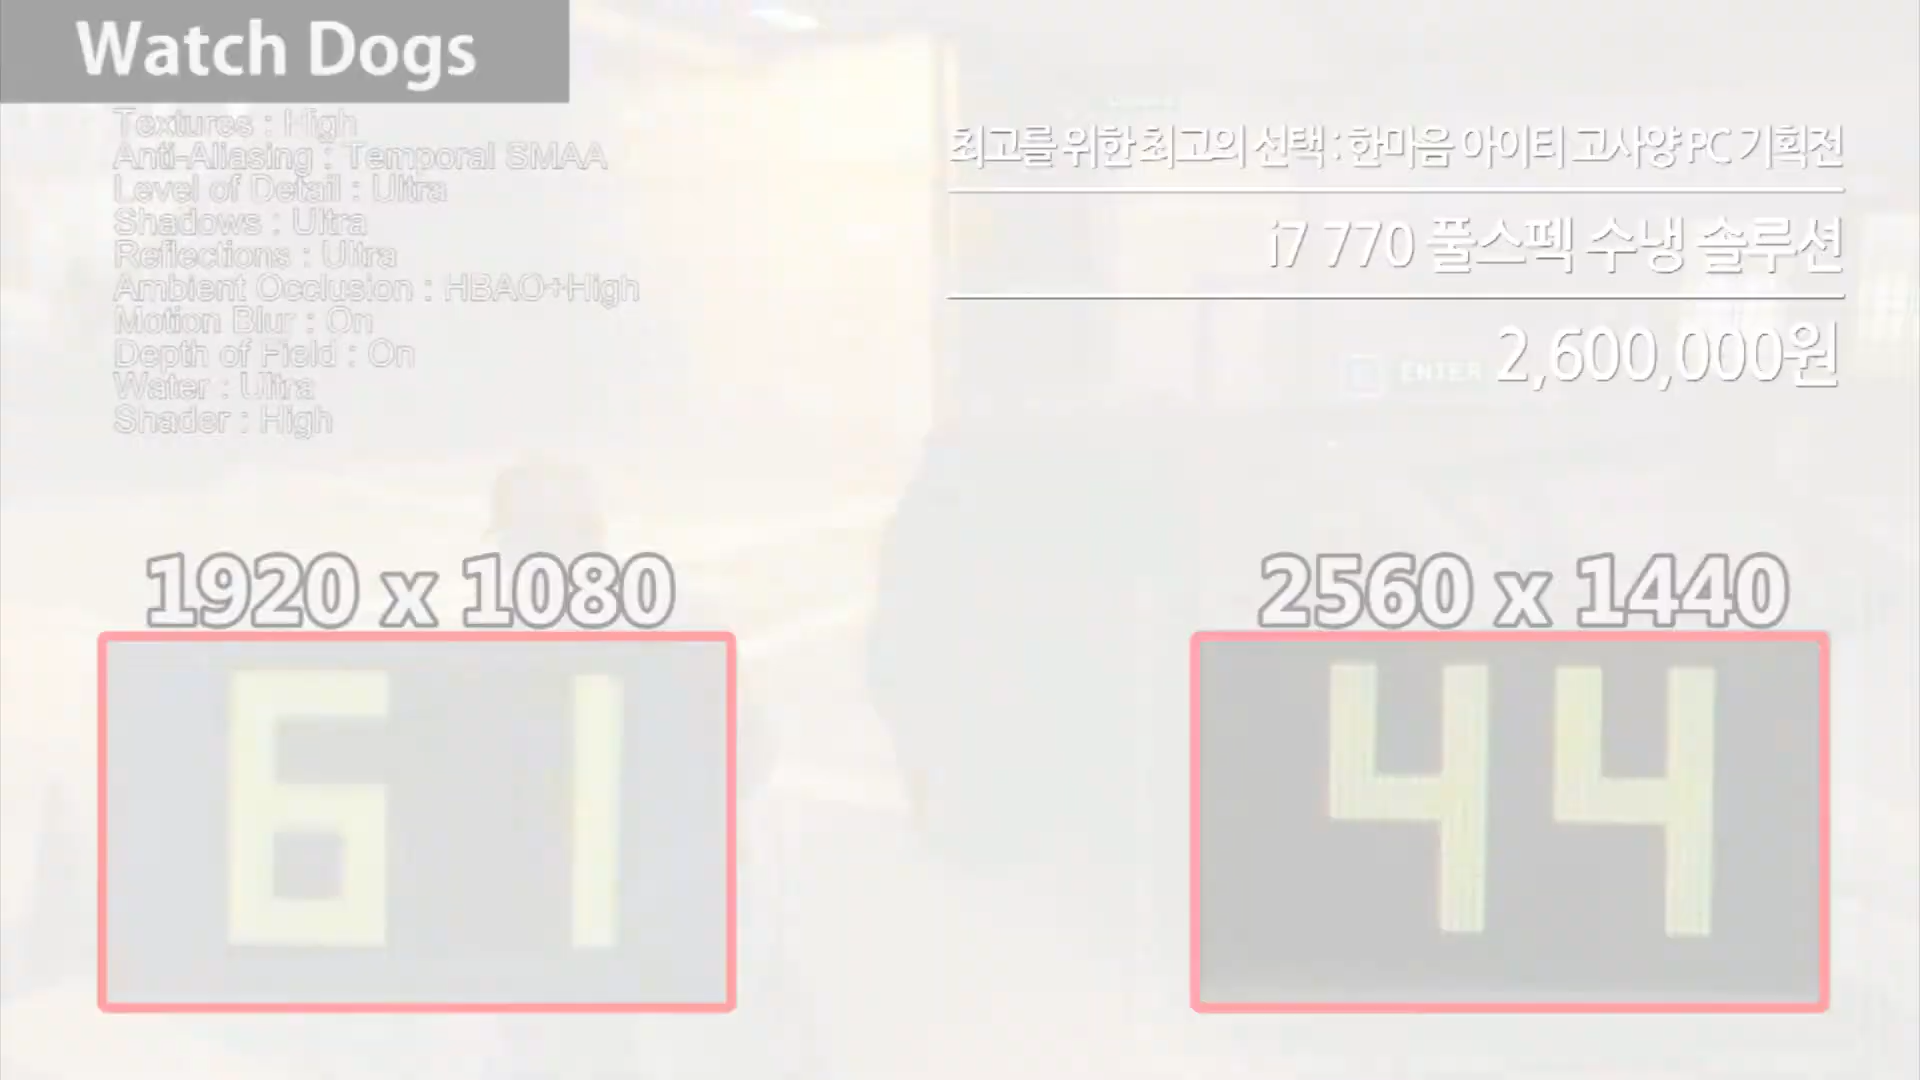 Watch Dogs
Textures : High
Anti-Aliasing : Temporal SMAA
Level of Detail : Ultra
Shadows : Ultra
Reflections : Ultra
Ambient Occlusion : HBAO+High
Motion Blur : On
Depth of Field : On
Water : Ultra
Shader : High
최고를 위한 최고의 선택 : 한마음 아이티 고사양 PC 기획전
i7 770 풀스펙 수냉 솔루션
2,600,000원
ENTER
1920 x 1080
61
2560 x 1440
44